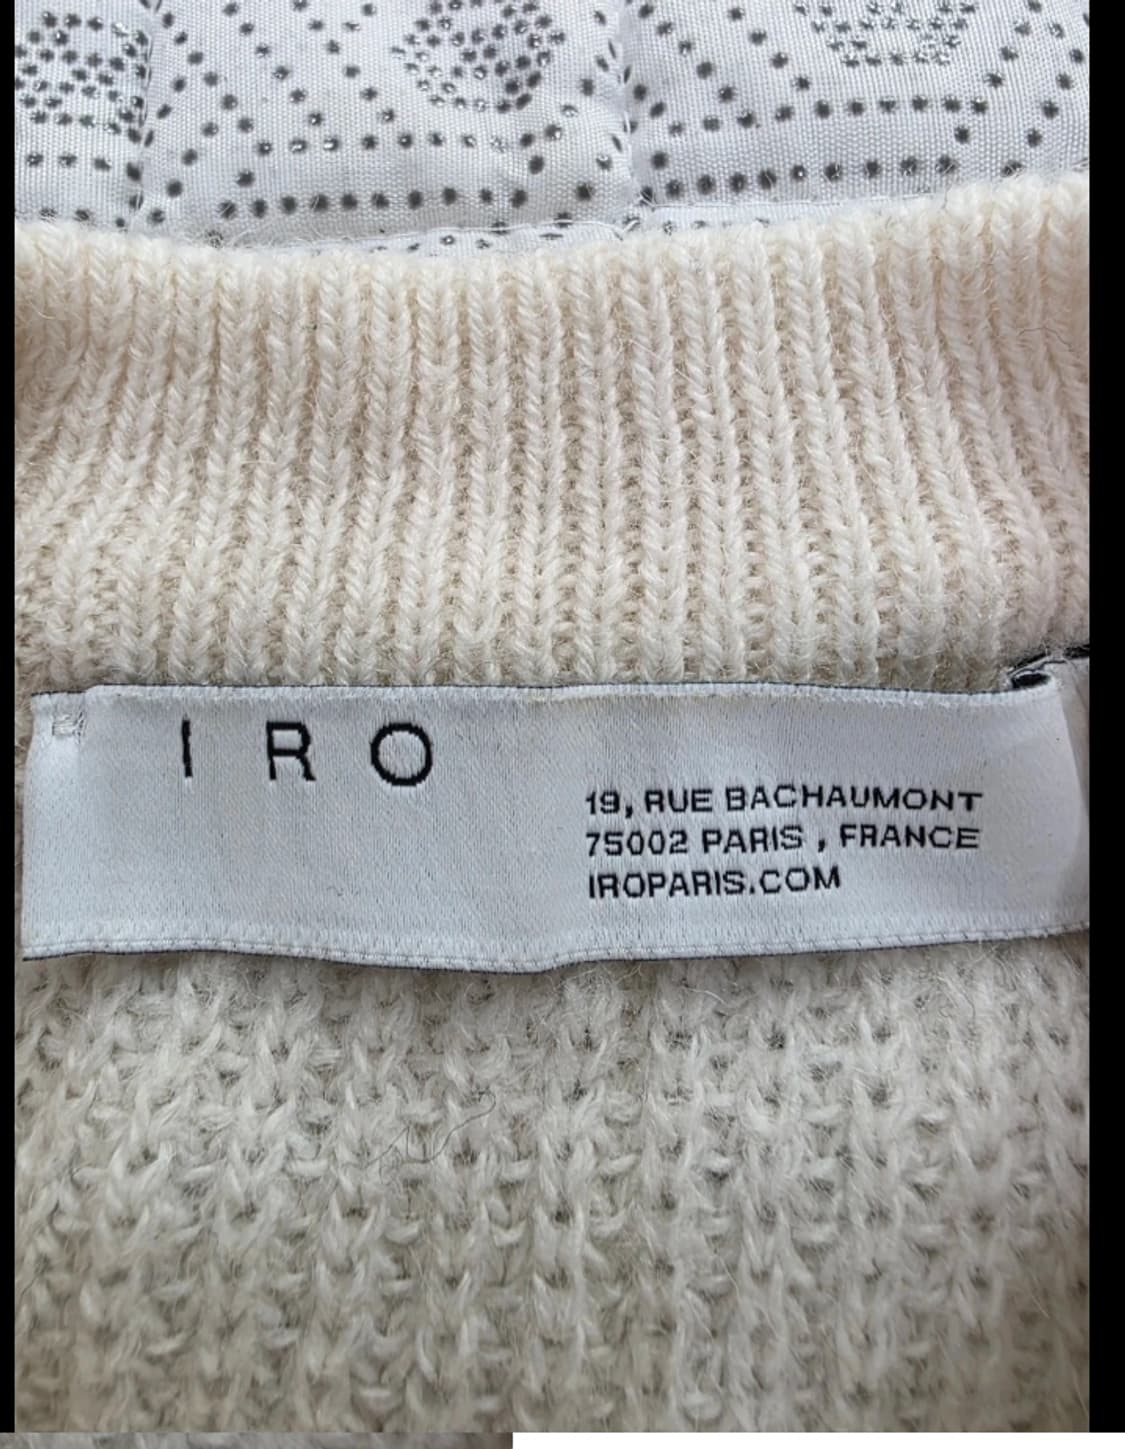 IRO
19, RUE BACHAUMONT
75002 PARIS , FRANCE
IROPARIS.COM